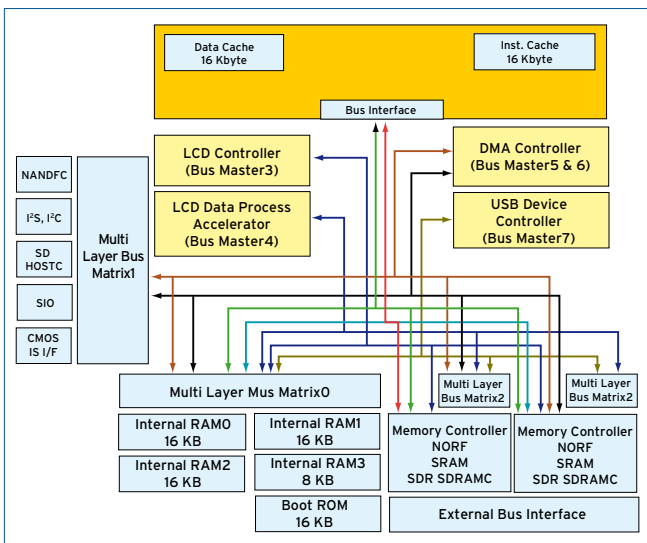 Data Cache
16 Kbyte
Inst. Cache
16 Kbyte
Bus Interface
LCD Controller
(Bus Master3)
DMA Controller
(Bus Master5 & 6)
NANDFC
I²S, I²C
SD
HOSTC
SIO
CMOS
IS I/F
Multi
Layer Bus
Matrix1
LCD Data Process
Accelerator
(Bus Master4)
USB Device
Controller
(Bus Master7)
Multi Layer Mus Matrix0
Multi Layer
Bus Matrix2
Multi Layer
Bus Matrix2
Internal RAM0
16 KB
Internal RAM1
16 KB
Internal RAM2
16 KB
Internal RAM3
8 KB
Boot ROM
16 KB
Memory Controller
NORF
SRAM
SDR SDRAMC
Memory Controller
NORF
SRAM
SDR SDRAMC
External Bus Interface